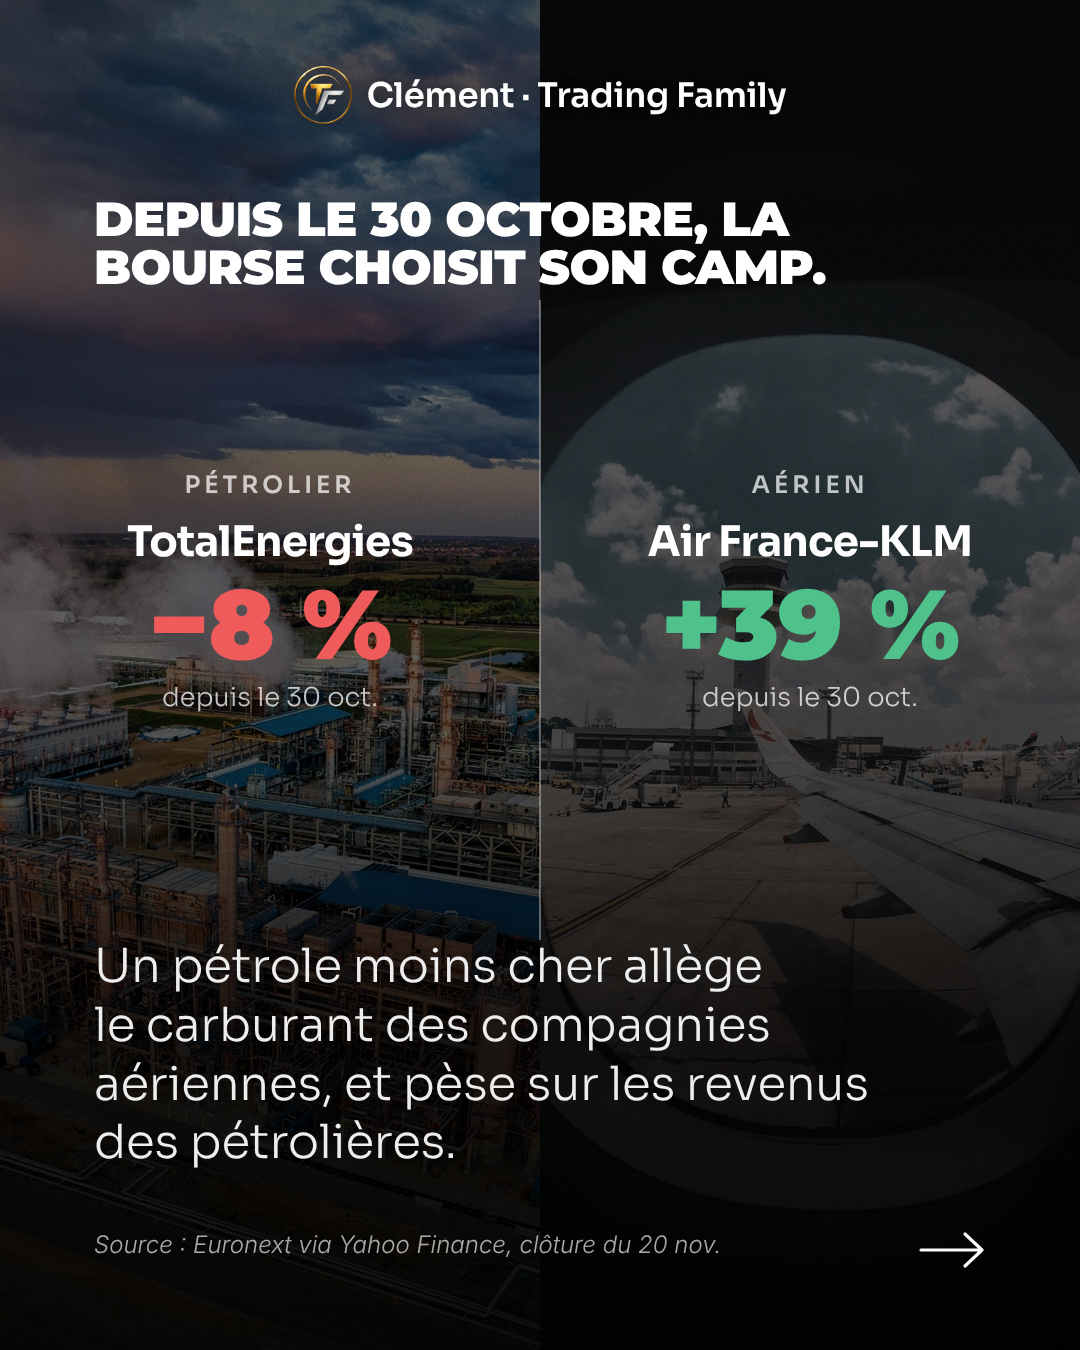 TF Clément · Trading Family
DEPUIS LE 30 OCTOBRE, LA
BOURSE CHOISIT SON CAMP.
PÉTROLIER
TotalEnergies
−8 %
depuis le 30 oct.
AÉRIEN
Air France–KLM
+39 %
depuis le 30 oct.
Un pétrole moins cher allège
le carburant des compagnies
aériennes, et pèse sur les revenus
des pétrolières.
Source : Euronext via Yahoo Finance, clôture du 20 nov.